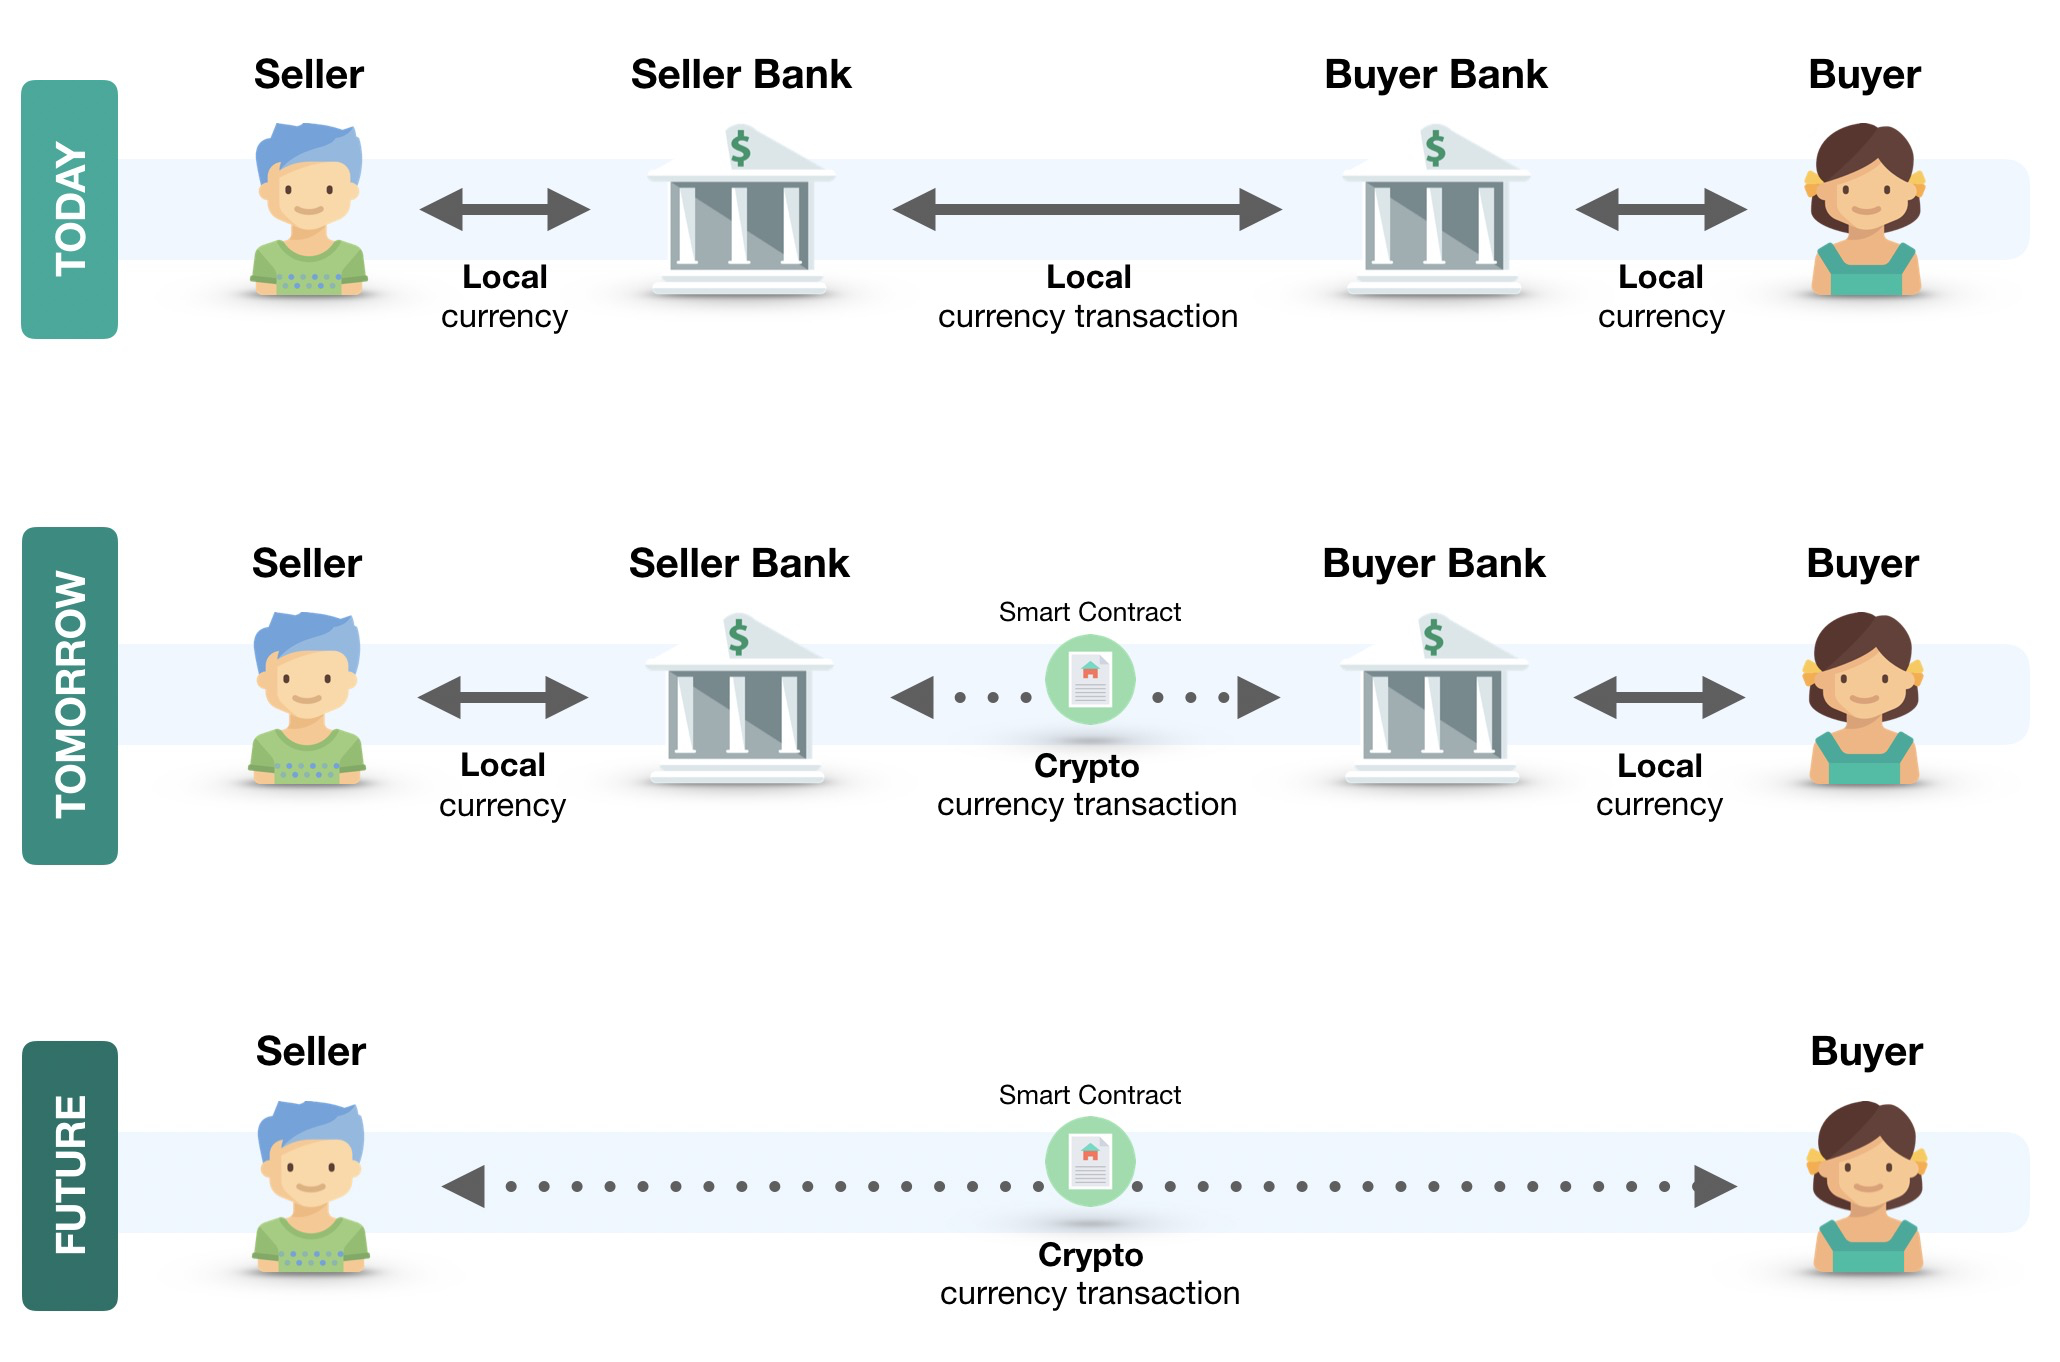 TODAY
Seller
Seller Bank
Buyer Bank
Buyer
$
$
Local
currency
Local
currency transaction
Local
currency
TOMORROW
Seller
Seller Bank
Buyer Bank
Buyer
Smart Contract
$
$
Local
currency
Crypto
currency transaction
Local
currency
FUTURE
Seller
Buyer
Smart Contract
Crypto
currency transaction